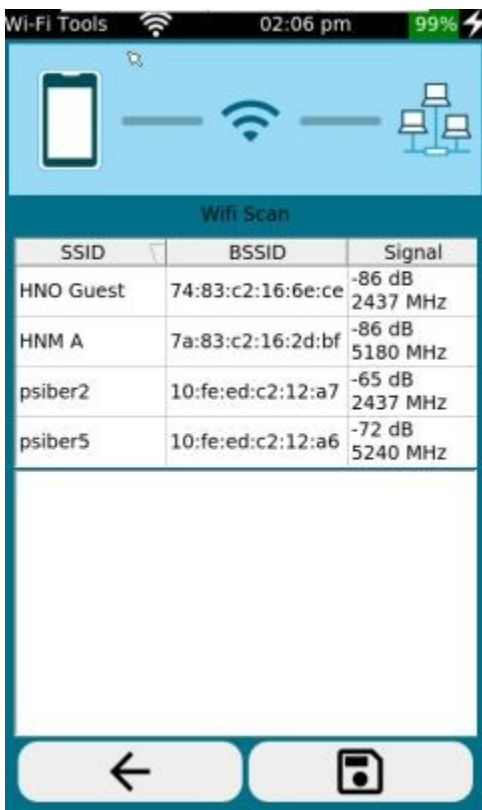 Wi-Fi Tools 02:06 pm 99%
Wifi Scan
SSID BSSID Signal
HNO Guest 74:83:c2:16:6e:ce -86 dB
2437 MHz
HNM A 7a:83:c2:16:2d:bf -86 dB
5180 MHz
psiber2 10:fe:ed:c2:12:a7 -65 dB
2437 MHz
psiber5 10:fe:ed:c2:12:a6 -72 dB
5240 MHz